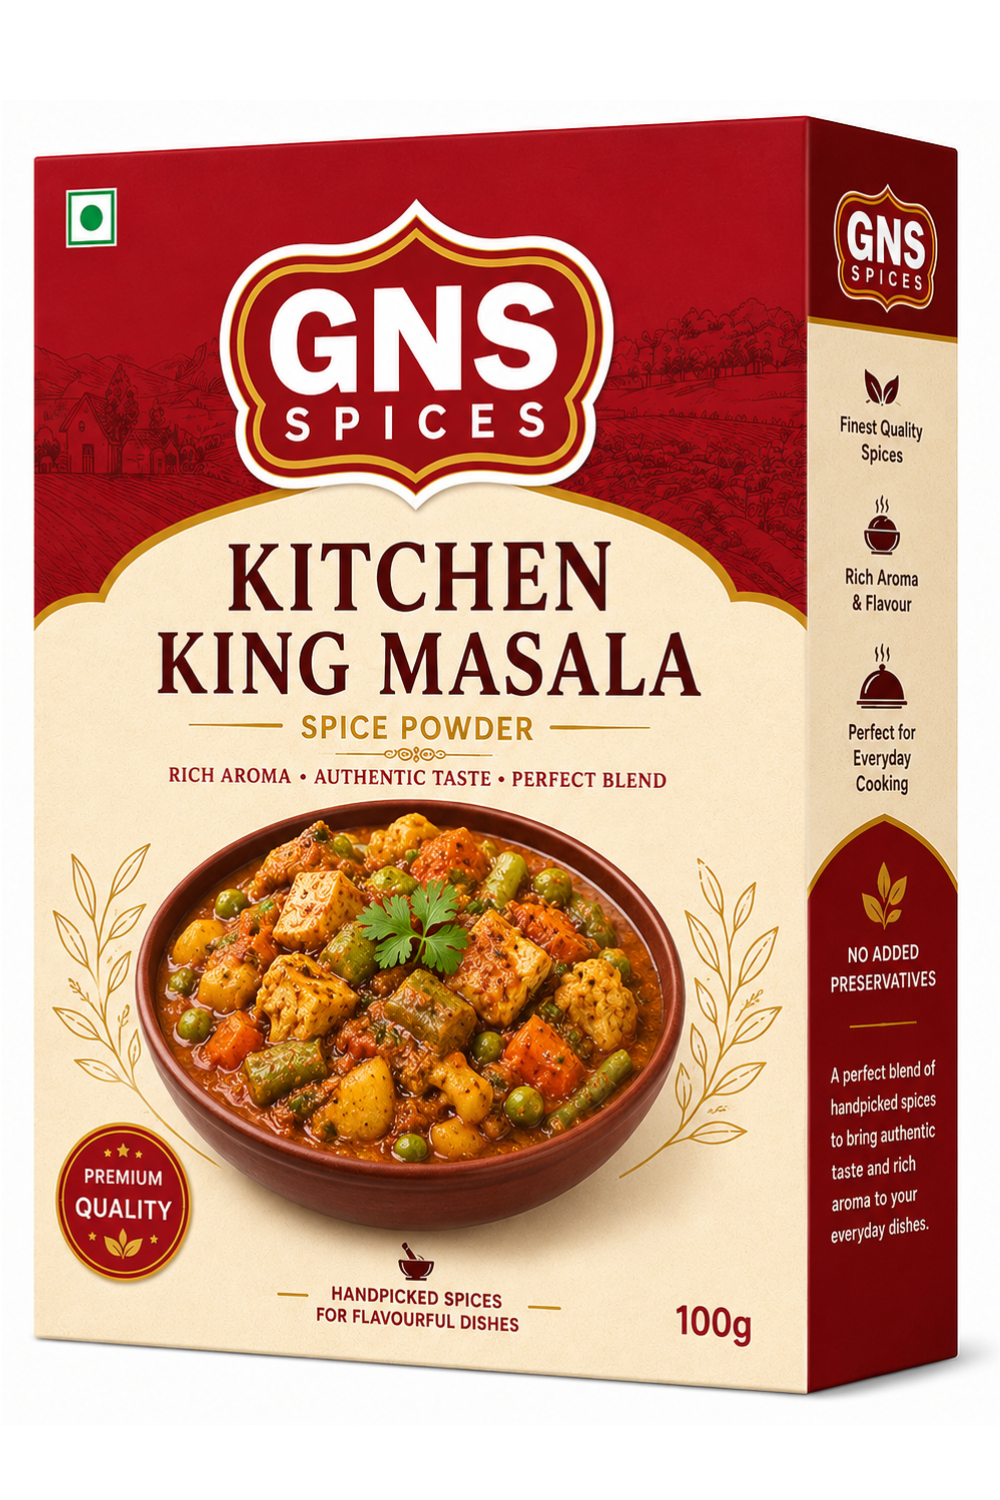 GNS
SPICES
KITCHEN
KING MASALA
SPICE POWDER
RICH AROMA • AUTHENTIC TASTE • PERFECT BLEND
PREMIUM
QUALITY
HANDPICKED SPICES
FOR FLAVOURFUL DISHES
100g
GNS
SPICES
Finest Quality
Spices
Rich Aroma
& Flavour
Perfect for
Everyday
Cooking
NO ADDED
PRESERVATIVES
A perfect blend of
handpicked spices
to bring authentic
taste and rich
aroma to your
everyday dishes.